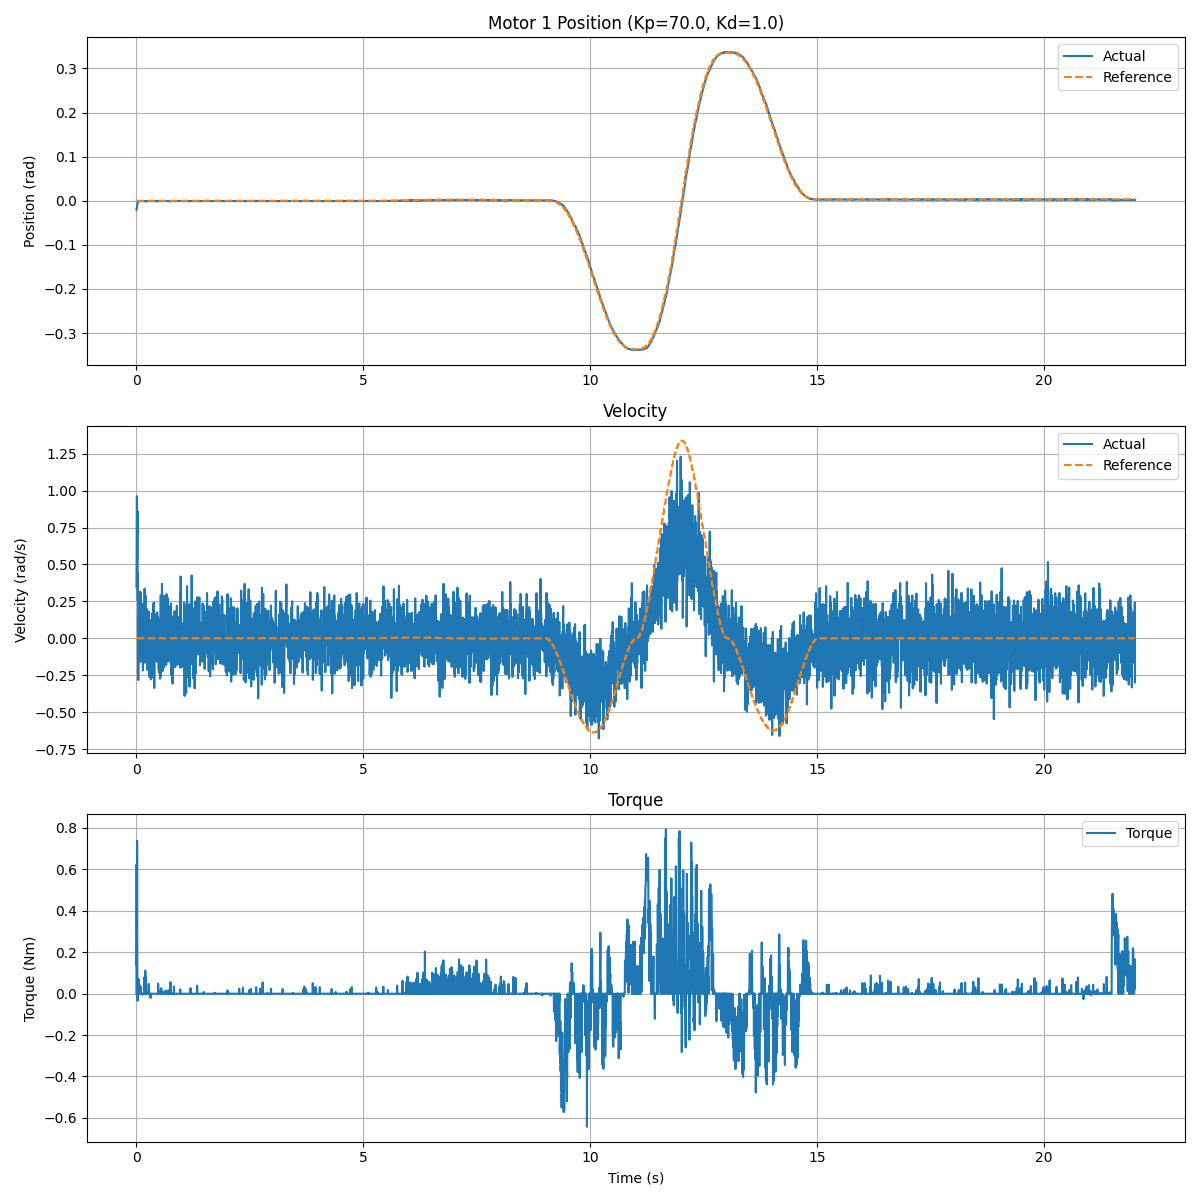 Motor 1 Position (Kp=70.0, Kd=1.0)
Position (rad)
0.3
0.2
0.1
0.0
−0.1
−0.2
−0.3
Actual
Reference
0 5 10 15 20
Velocity
Velocity (rad/s)
1.25
1.00
0.75
0.50
0.25
0.00
−0.25
−0.50
−0.75
Actual
Reference
0 5 10 15 20
Torque
Torque (Nm)
0.8
0.6
0.4
0.2
0.0
−0.2
−0.4
−0.6
Torque
0 5 10 15 20
Time (s)